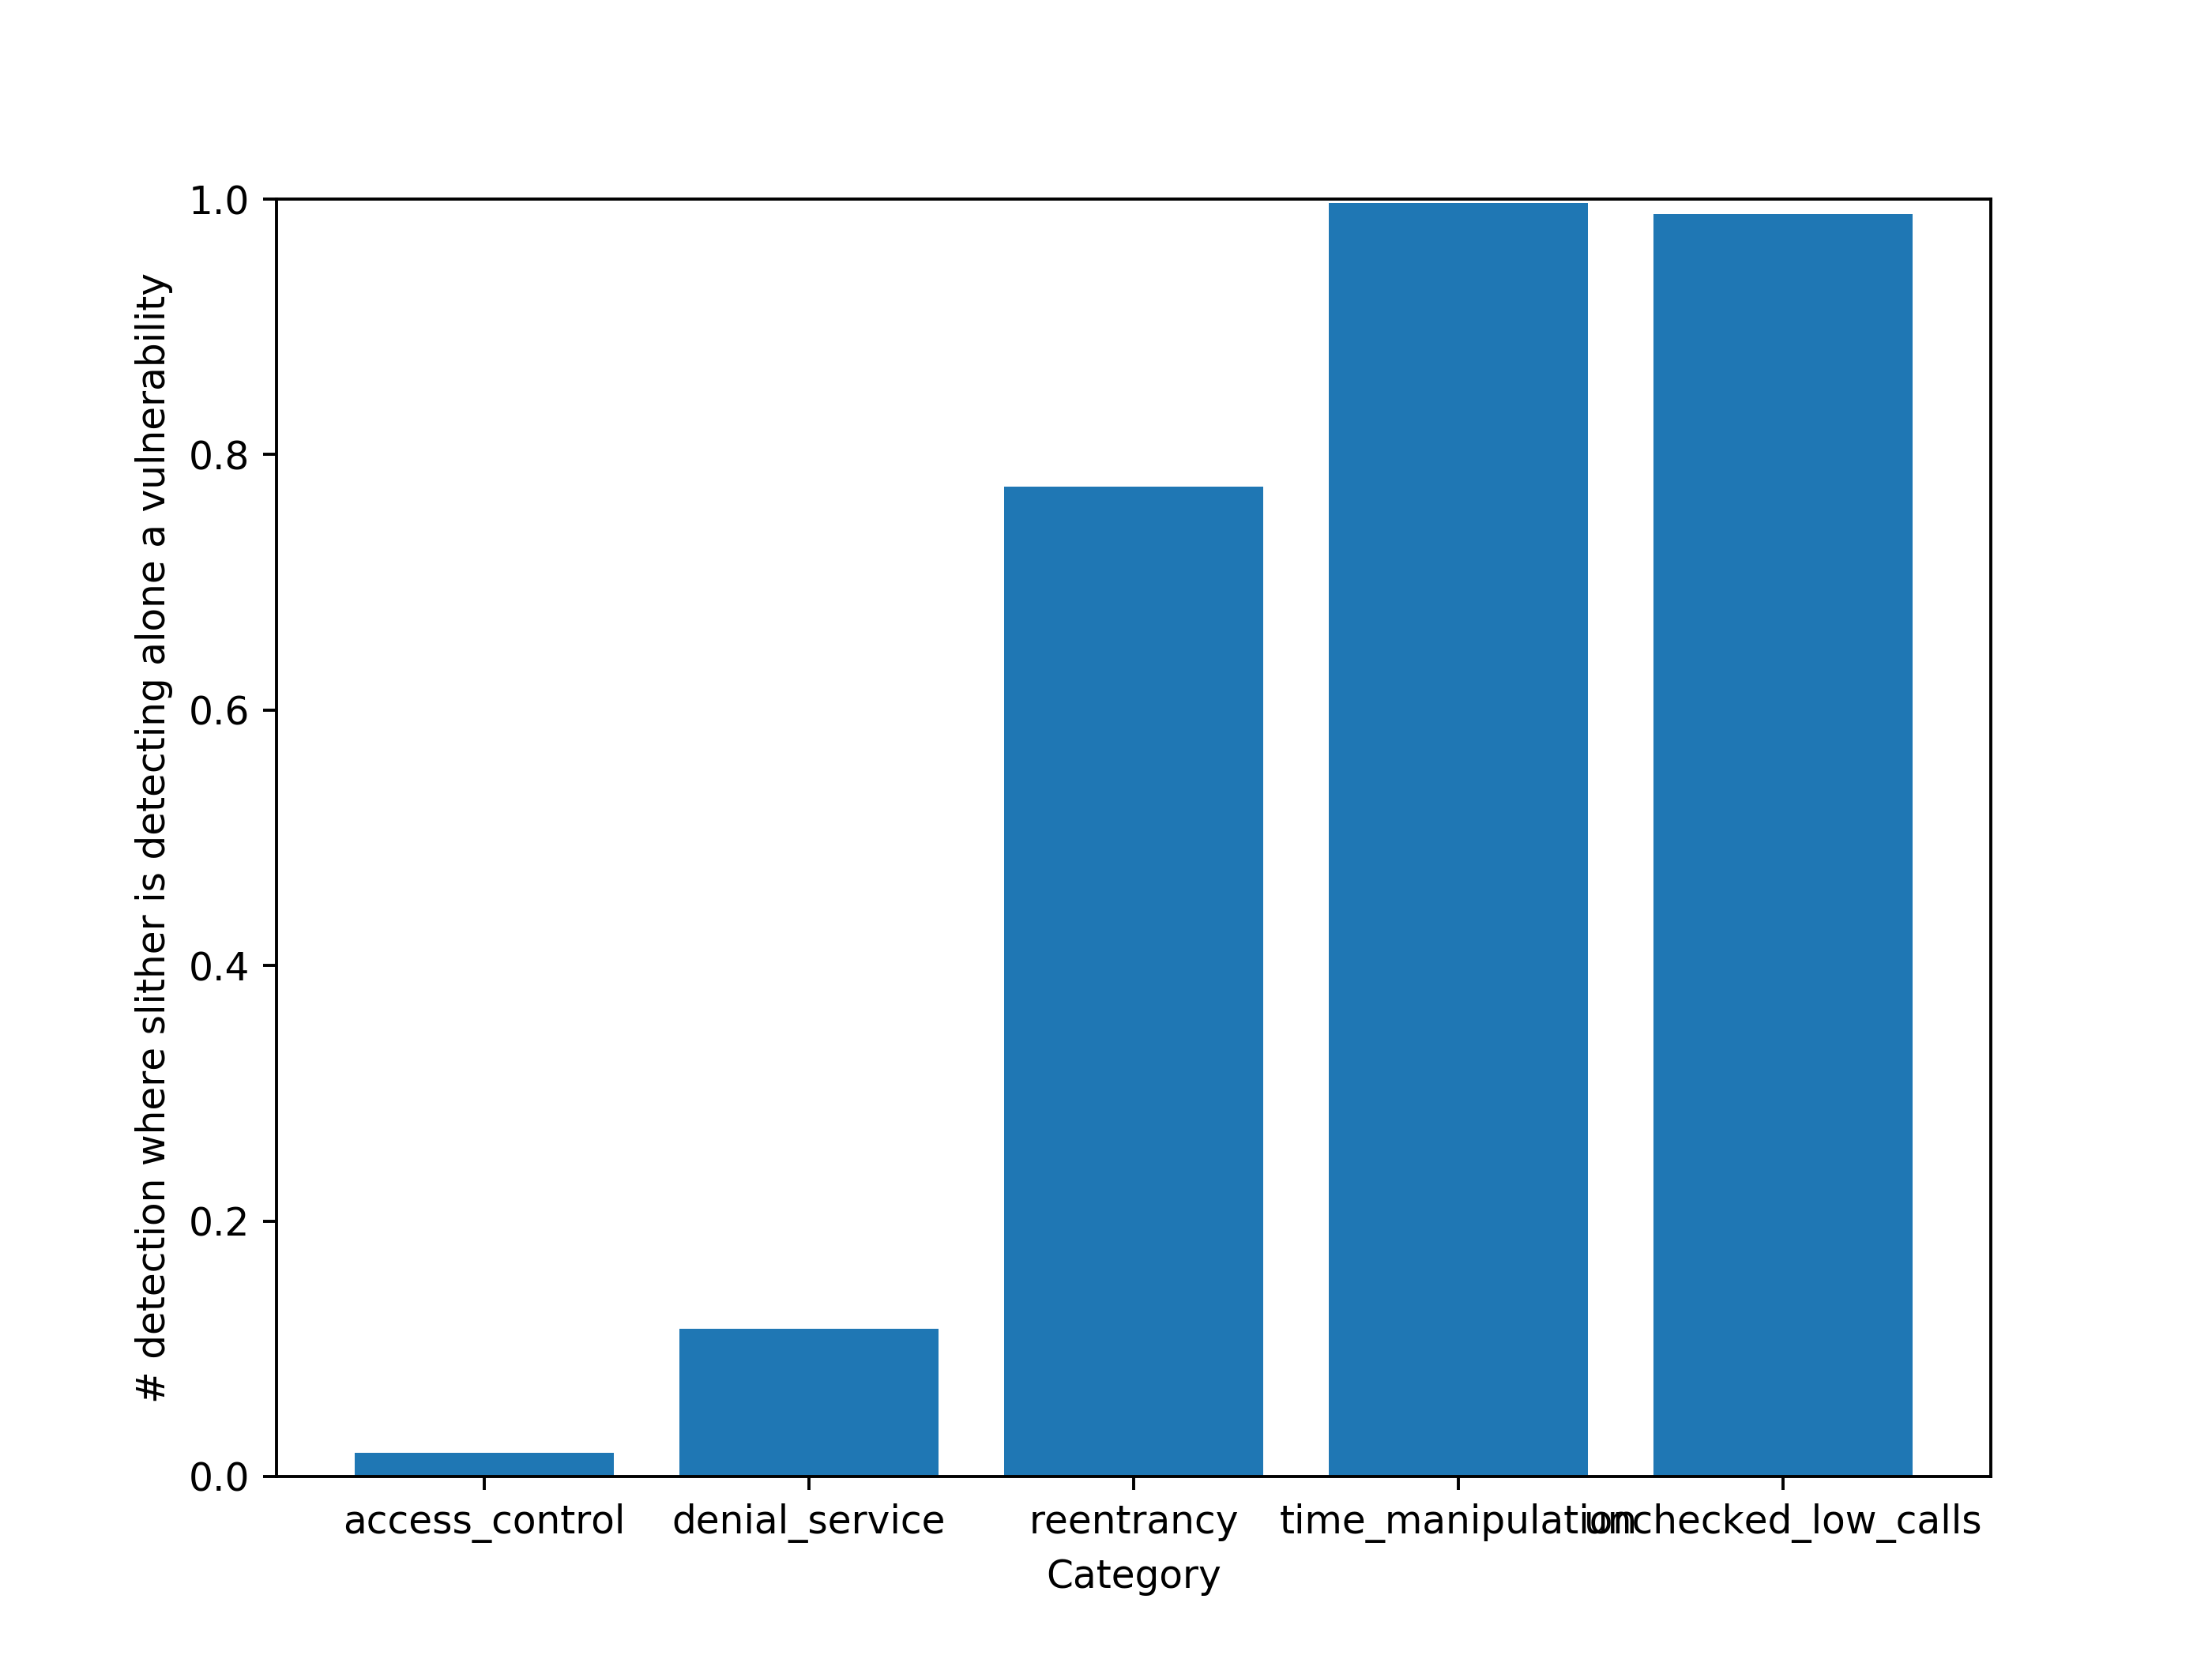 # detection where slither is detecting alone a vulnerability
1.0
0.8
0.6
0.4
0.2
0.0
access_control denial_service reentrancy time_manipulation unchecked_low_calls
Category